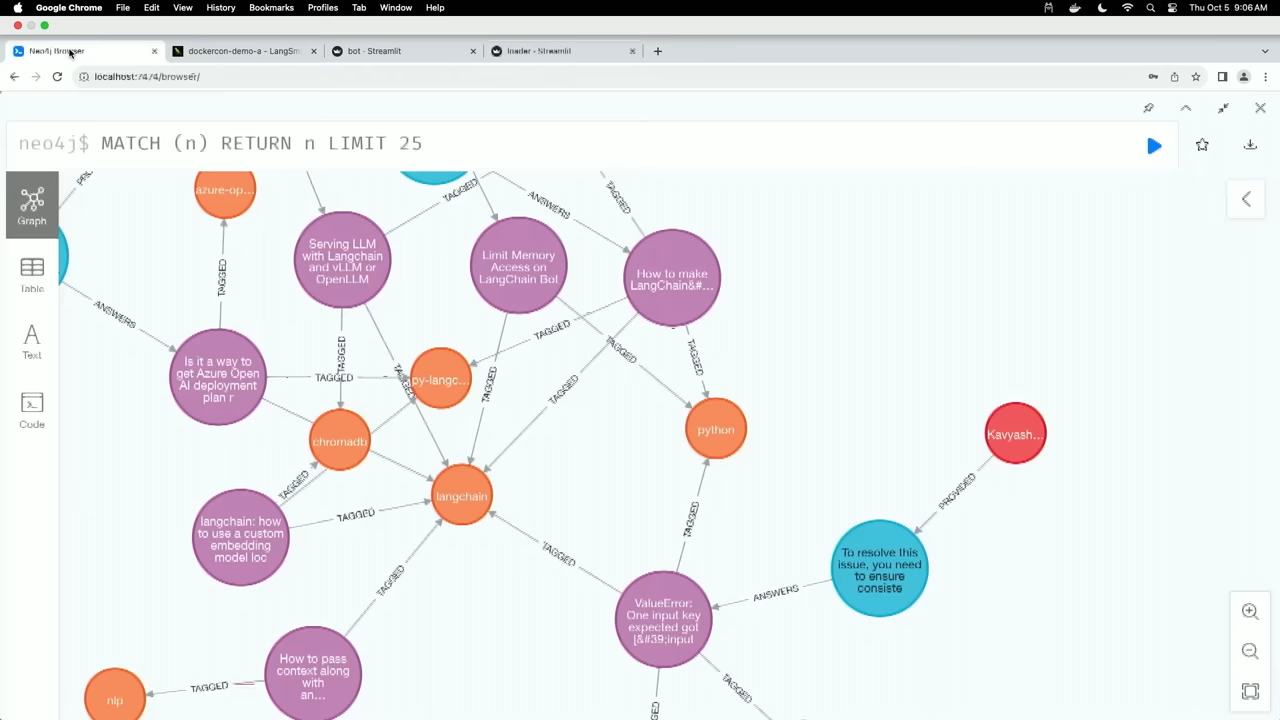 Google Chrome File Edit View History Bookmarks Profiles Tab Window Help Thu Oct 5 9:06 AM
Neo4j Browser dockercon-demo-a - LangSm bot - Streamlit loader - Streamlit
localhost:7474/browser/
neo4j$ MATCH (n) RETURN n LIMIT 25
Graph
Table
Text
Code
azure-op...
TAGGED
ANSWERS
TAGGED
Serving LLM
with Langchain
and vLLM or
OpenLLM
Limit Memory
Access on
LangChain Bot
How to make
LangChain&#...
TAGGED
ANSWERS
TAGGED
TAGGED
TAGGED
TAGGED
Is it a way to
get Azure Open
AI deployment
plan r
TAGGED
TAGGED
py-langc...
TAGGED
TAGGED
python
Kavyash...
chromadb
TAGGED
langchain
PROVIDED
langchain: how
to use a custom
embedding
model loc
TAGGED
TAGGED
TAGGED
To resolve this
issue, you need
to ensure
consiste
TAGGED
ANSWERS
ValueError:
One input key
expected got
[&#39;input
How to pass
context along
with
an...
TAGGED
nlp
TAGGED